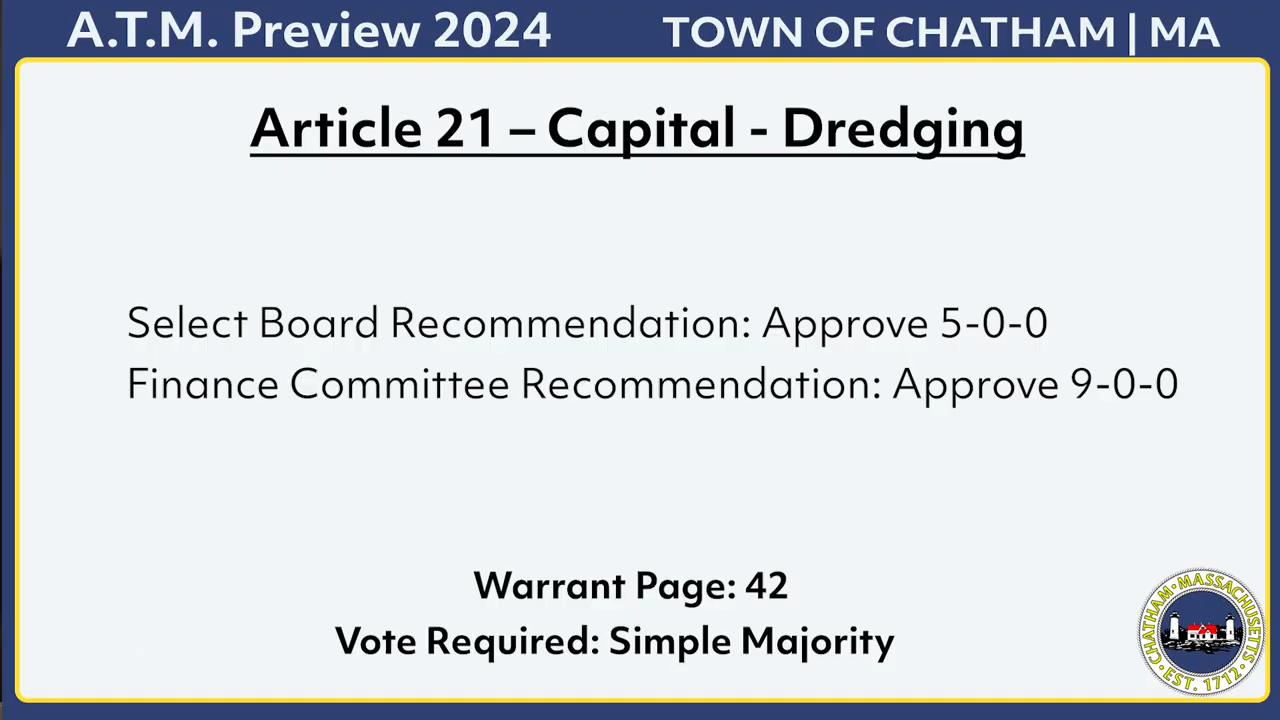 A.T.M. Preview 2024
TOWN OF CHATHAM | MA
Article 21 – Capital - Dredging
Select Board Recommendation: Approve 5-0-0
Finance Committee Recommendation: Approve 9-0-0
Warrant Page: 42
Vote Required: Simple Majority
CHATHAM, MASSACHUSETTS
EST. 1712